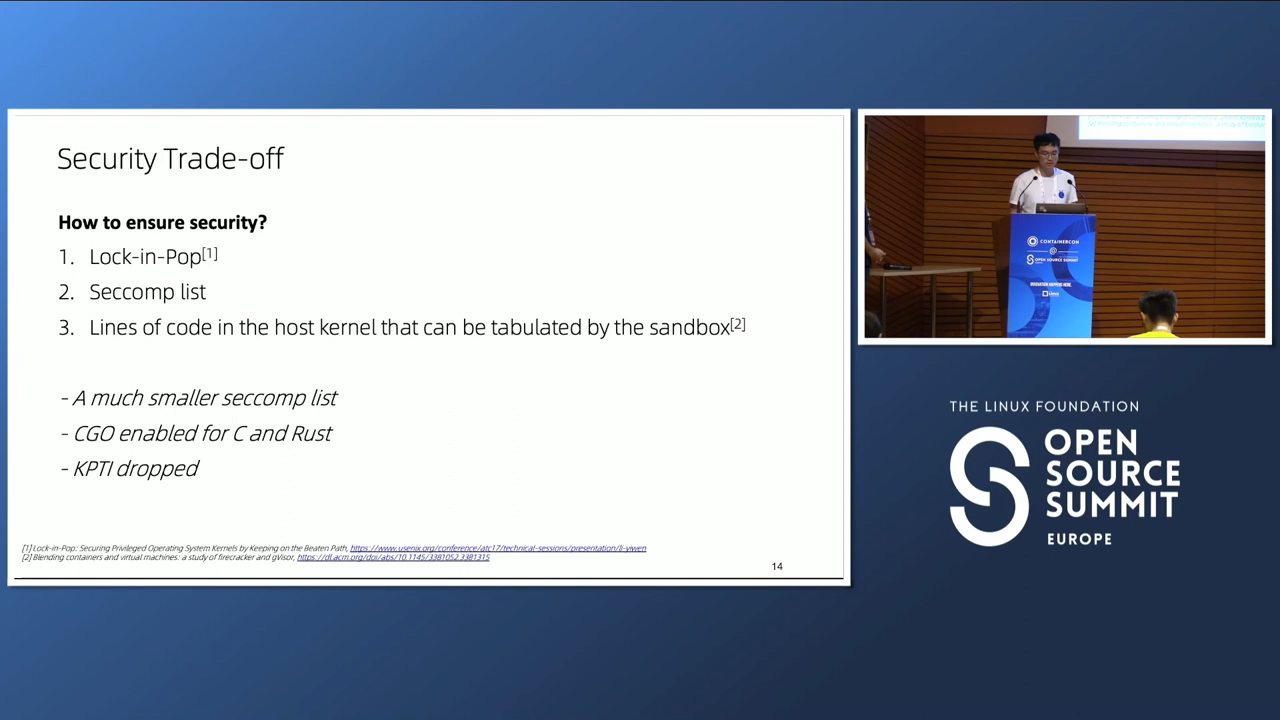 Security Trade-off
How to ensure security?
1. Lock-in-Pop[1]
2. Seccomp list
3. Lines of code in the host kernel that can be tabulated by the sandbox[2]
- A much smaller seccomp list
- CGO enabled for C and Rust
- KPTI dropped
[1] Lock-in-Pop: Securing Privileged Operating System Kernels by Keeping on the Beaten Path, https://www.usenix.org/conference/atc17/technical-sessions/presentation/li-yiwen
[2] Blending containers and virtual machines: a study of firecracker and gVisor, https://dl.acm.org/doi/abs/10.1145/3381052.3381315
14
CONTAINERCON
@
OPEN SOURCE SUMMIT
INNOVATION HAPPENS HERE.
THE LINUX FOUNDATION
OPEN
SOURCE
SUMMIT
EUROPE